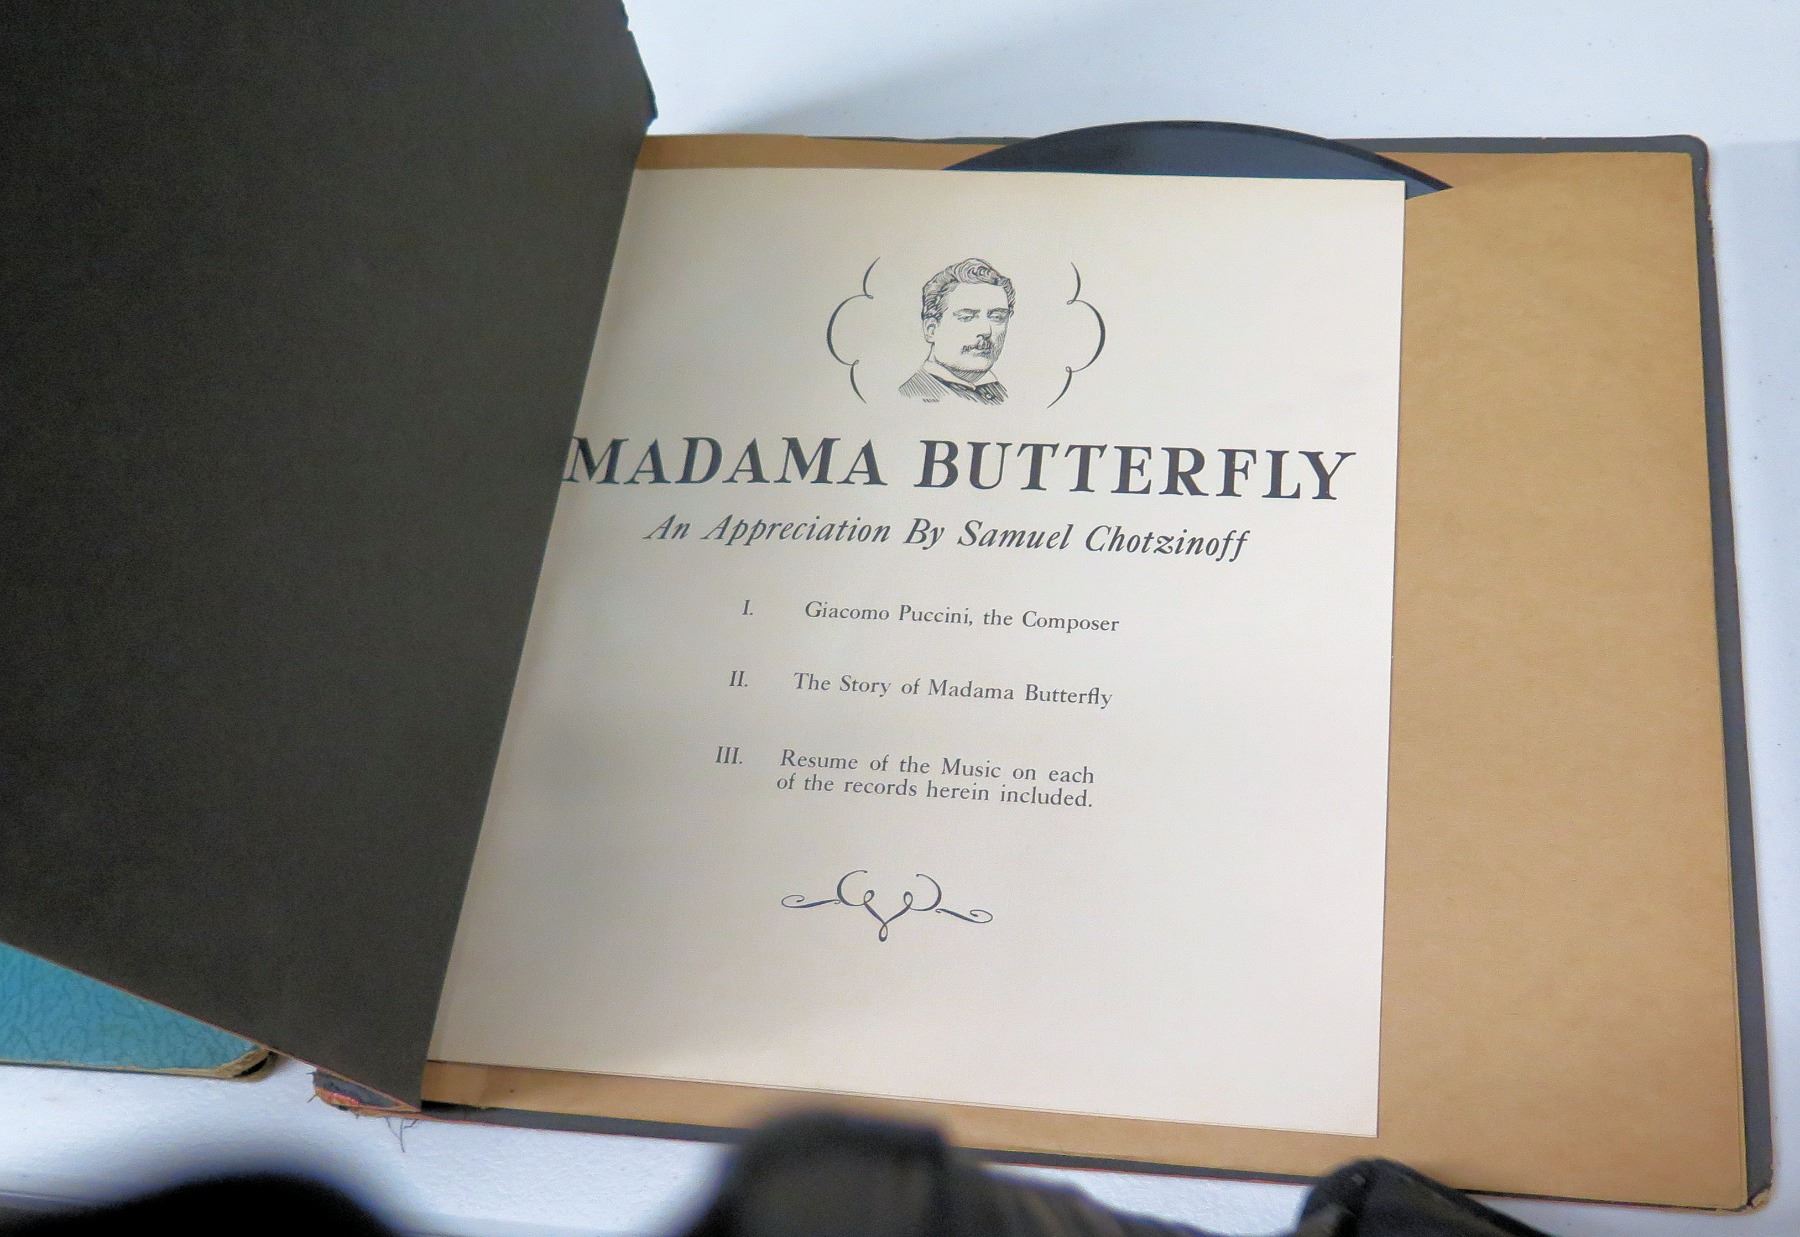 MADAMA BUTTERFLY
An Appreciation By Samuel Chotzinoff
I. Giacomo Puccini, the Composer
II. The Story of Madama Butterfly
III. Resume of the Music on each
of the records herein included.